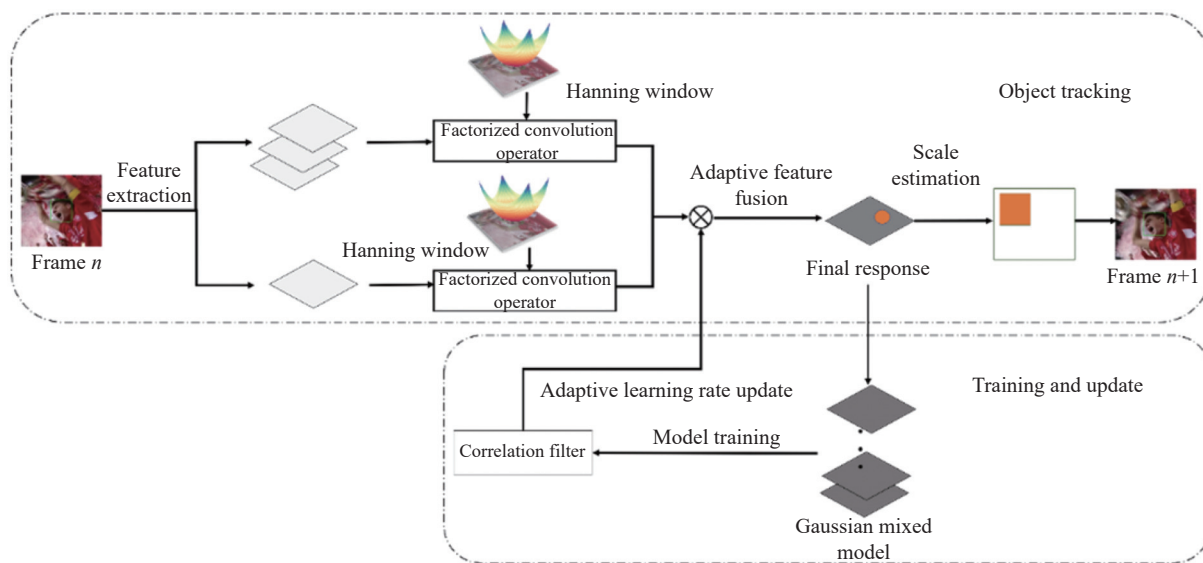 Hanning window
Object tracking
Factorized convolution
operator
Feature
extraction
Adaptive feature
fusion
Scale
estimation
Frame n
Hanning window
Final response
Frame n+1
Factorized convolution
operator
Adaptive learning rate update
Training and update
Model training
Correlation filter
Gaussian mixed
model